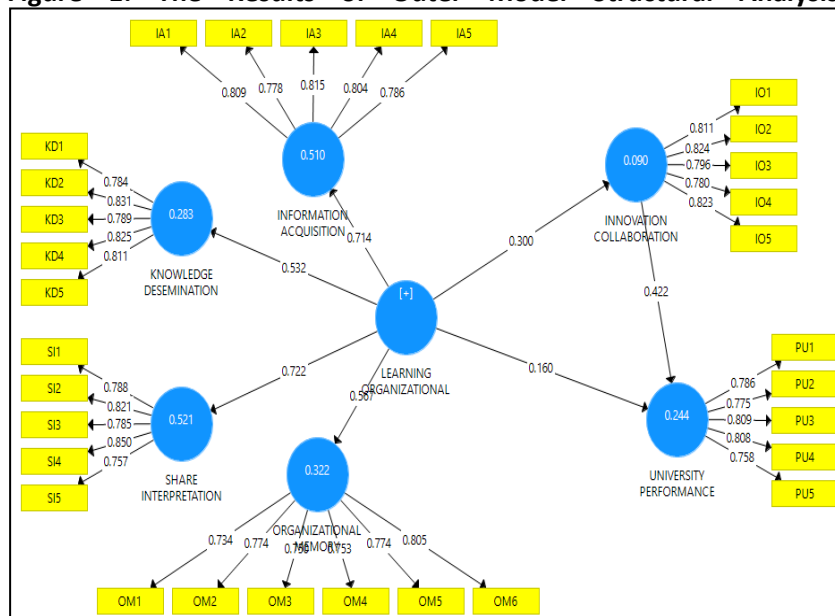 Figure 2. The Results of Outer Model Structural Analysis
IA1 IA2 IA3 IA4 IA5
0.809 0.778 0.815 0.804 0.786
0.510
INFORMATION
ACQUISITION
0.714
KD1
KD2
KD3
KD4
KD5
0.784
0.831
0.789
0.825
0.811
0.283
KNOWLEDGE
DESEMINATION
0.532
IO1
IO2
IO3
IO4
IO5
0.811
0.824
0.796
0.780
0.823
0.090
INNOVATION
COLLABORATION
0.300
0.422
[+]
LEARNING
ORGANIZATIONAL
0.160
SI1
SI2
SI3
SI4
SI5
0.788
0.821
0.785
0.850
0.757
0.521
SHARE
INTERPRETATION
0.722
0.567
PU1
PU2
PU3
PU4
PU5
0.786
0.775
0.809
0.808
0.758
0.244
UNIVERSITY
PERFORMANCE
0.322
ORGANIZATIONAL
MEMORY
0.734 0.774 0.753 0.774 0.805
OM1 OM2 OM3 OM4 OM5 OM6